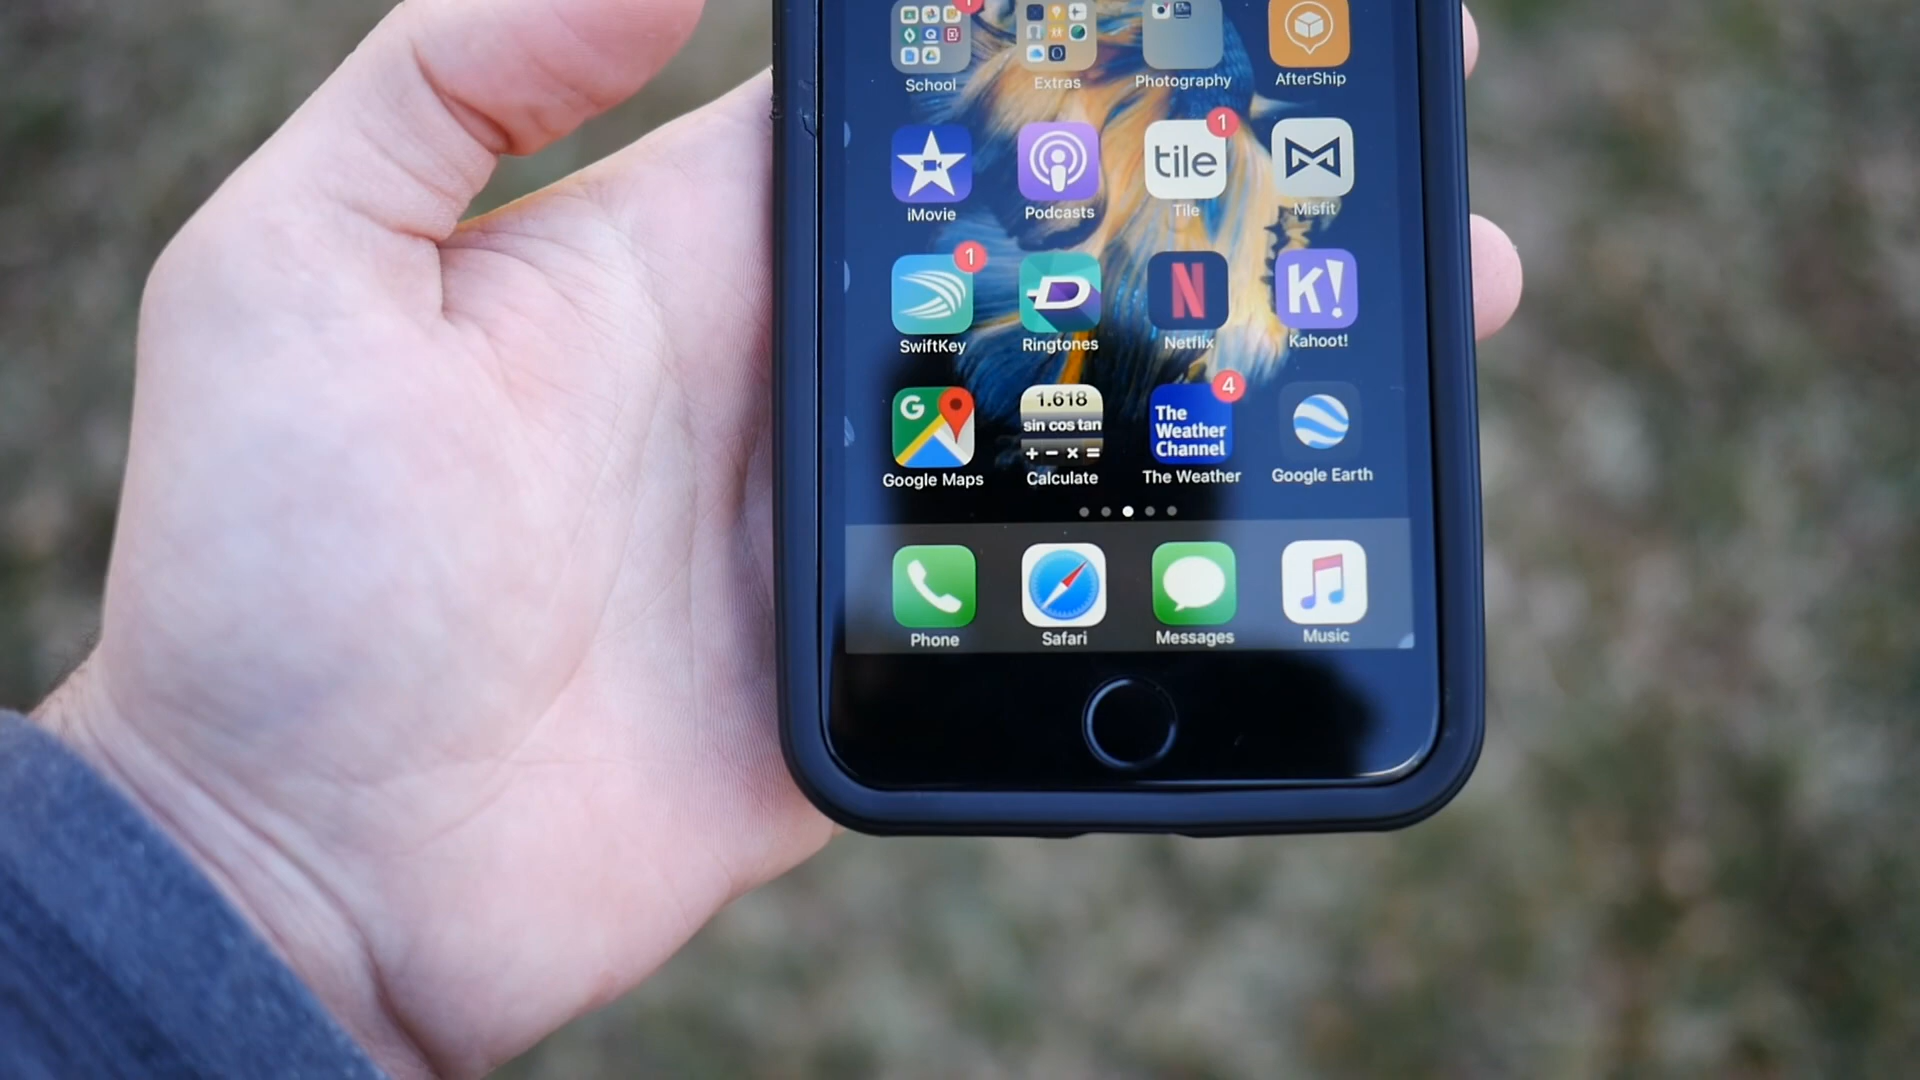 1
School Extras Photography AfterShip
1
tile
iMovie Podcasts Tile Misfit
1
D N K!
SwiftKey Ringtones Netflix Kahoot!
4
G
1.618
sin cos tan
+ − × =
The
Weather
Channel
Google Maps Calculate The Weather Google Earth
Phone Safari Messages Music